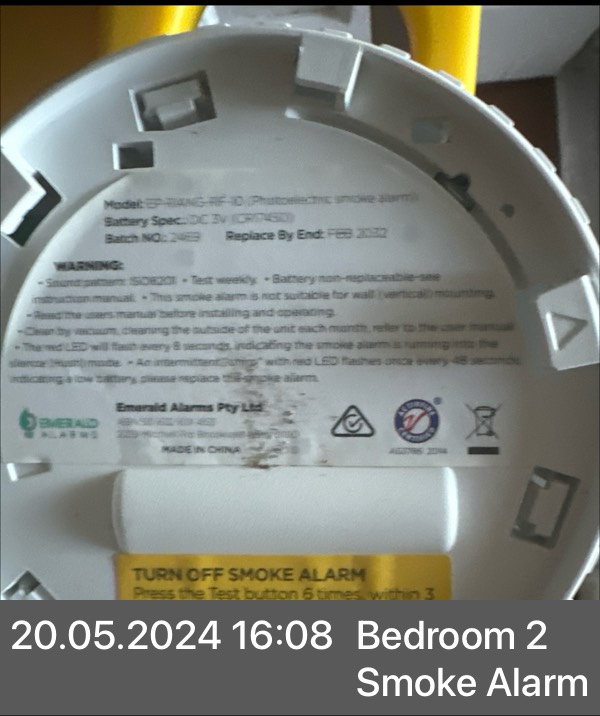 Model: EP-RANG-RF-10 (Photoelectric smoke alarm)
Battery Spec.: DC 3V (CR17450)
Batch NO.: Replace By End: FEB 2032
WARNING:
• Sound pattern: ISO8201 • Test weekly. • Battery non-replaceable-see
instruction manual. • This smoke alarm is not suitable for wall (vertical) mounting.
• Read the users manual before installing and operating.
• Clean by vacuum, cleaning the outside of the unit each month, refer to the user manual
• The red LED will flash every 8 seconds, indicating the smoke alarm is running into the
silence (Hush) mode. • An intermittent with red LED flashes once every 48 seconds,
indicating a low battery, please replace the smoke alarm.
EMERALD
ALARMS
Emerald Alarms Pty Ltd
MADE IN CHINA
AS3786: 2014
TURN OFF SMOKE ALARM
Press the Test button 6 times, within 3
20.05.2024 16:08 Bedroom 2
Smoke Alarm